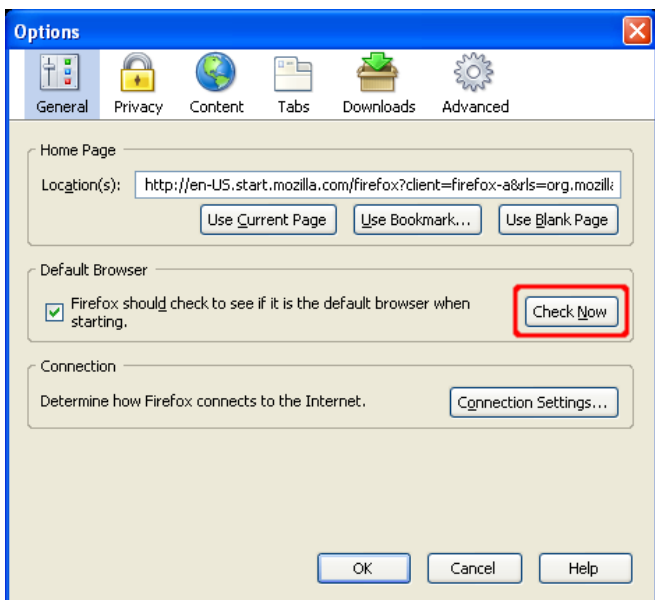 Options
General Privacy Content Tabs Downloads Advanced
Home Page
Location(s): http://en-US.start.mozilla.com/firefox?client=firefox-a&rls=org.mozilla
Use Current Page Use Bookmark... Use Blank Page
Default Browser
Firefox should check to see if it is the default browser when
starting.
Check Now
Connection
Determine how Firefox connects to the Internet. Connection Settings...
OK Cancel Help